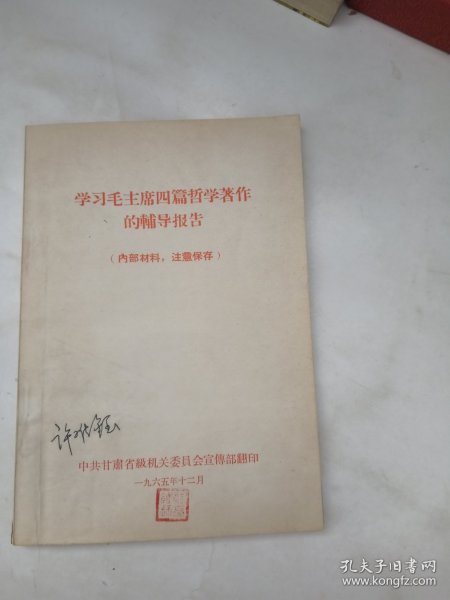 学习毛主席四篇哲学著作
的輔导报告
（内部材料，注意保存）
中共甘肃省級机关委員会宣傳部翻印
一九六五年十二月
孔夫子旧书网
www.kongfz.com